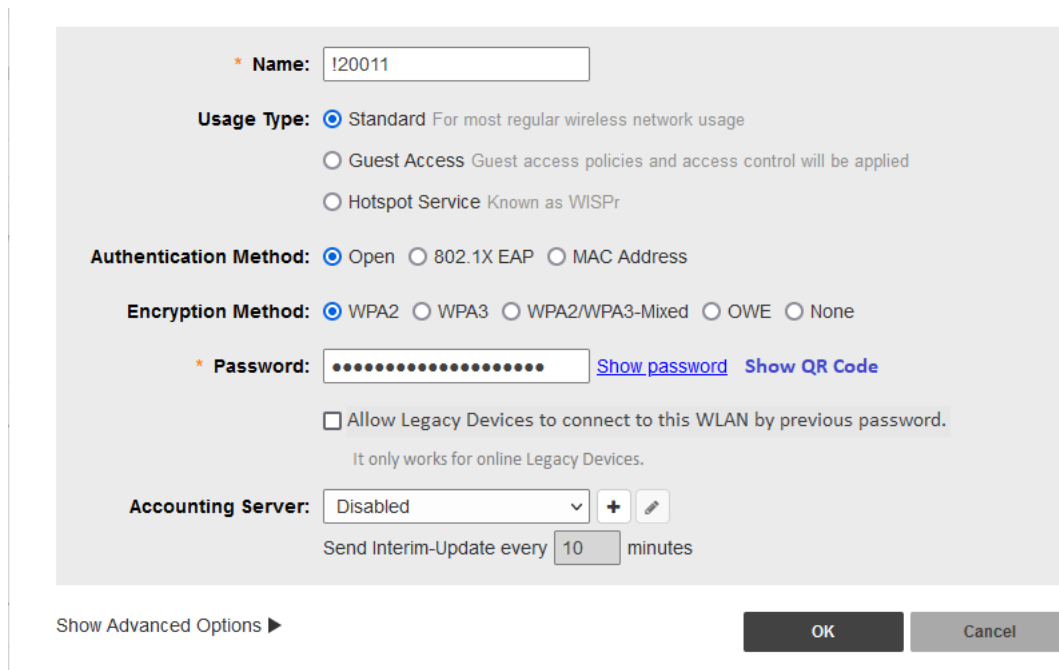 * Name: !20011
Usage Type: Standard For most regular wireless network usage
Guest Access Guest access policies and access control will be applied
Hotspot Service Known as WISPr
Authentication Method: Open 802.1X EAP MAC Address
Encryption Method: WPA2 WPA3 WPA2/WPA3-Mixed OWE None
* Password: •••••••••••••••••••• Show password Show QR Code
Allow Legacy Devices to connect to this WLAN by previous password.
It only works for online Legacy Devices.
Accounting Server: Disabled
Send Interim-Update every 10 minutes
Show Advanced Options
OK Cancel